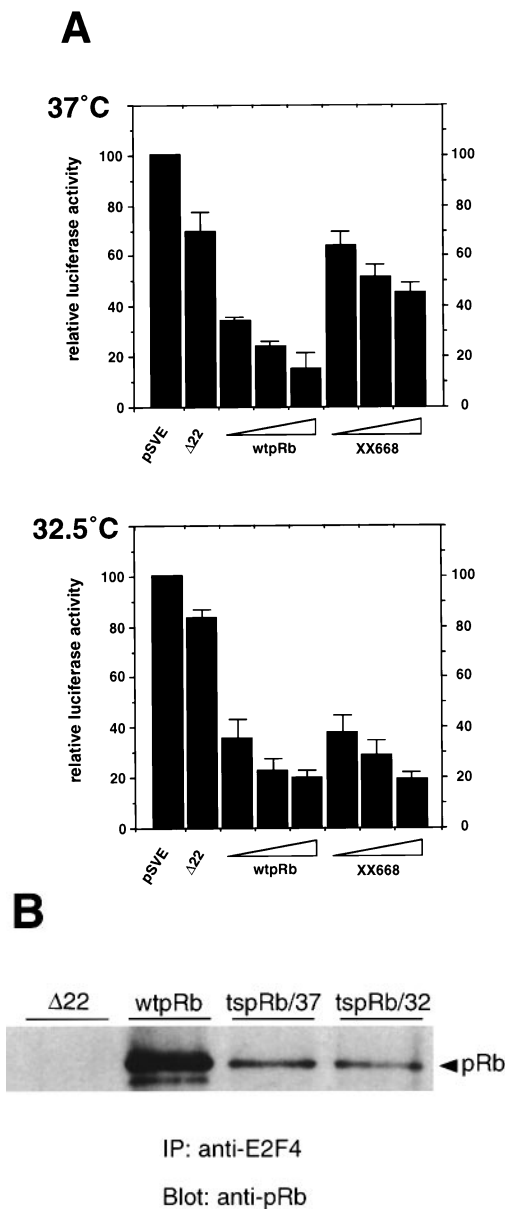 A
37°C
relative luciferase activity
100
80
60
40
20
0
100
80
60
40
20
0
pSVE
Δ22
wtpRb
XX668
32.5°C
relative luciferase activity
100
80
60
40
20
0
100
80
60
40
20
0
pSVE
Δ22
wtpRb
XX668
B
Δ22 wtpRb tspRb/37 tspRb/32
◄pRb
IP: anti-E2F4
Blot: anti-pRb